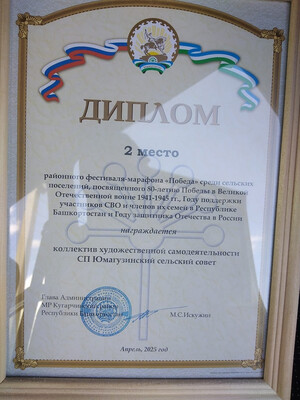 ДИПЛОМ
2 место
районного фестиваля-марафона «Победа» среди сельских
поселений, посвященного 80-летию Победы в Великой
Отечественной войне 1941-1945 гг., Году поддержки
участников СВО и членов их семей в Республике
Башкортостан и Году защитника Отечества в России
награждается
коллектив художественной самодеятельности
СП Юмагузинский сельский совет
Глава Администрации
МР Кугарчинский район
Республики Башкортостан
М.С.Искужин
Апрель, 2025 год